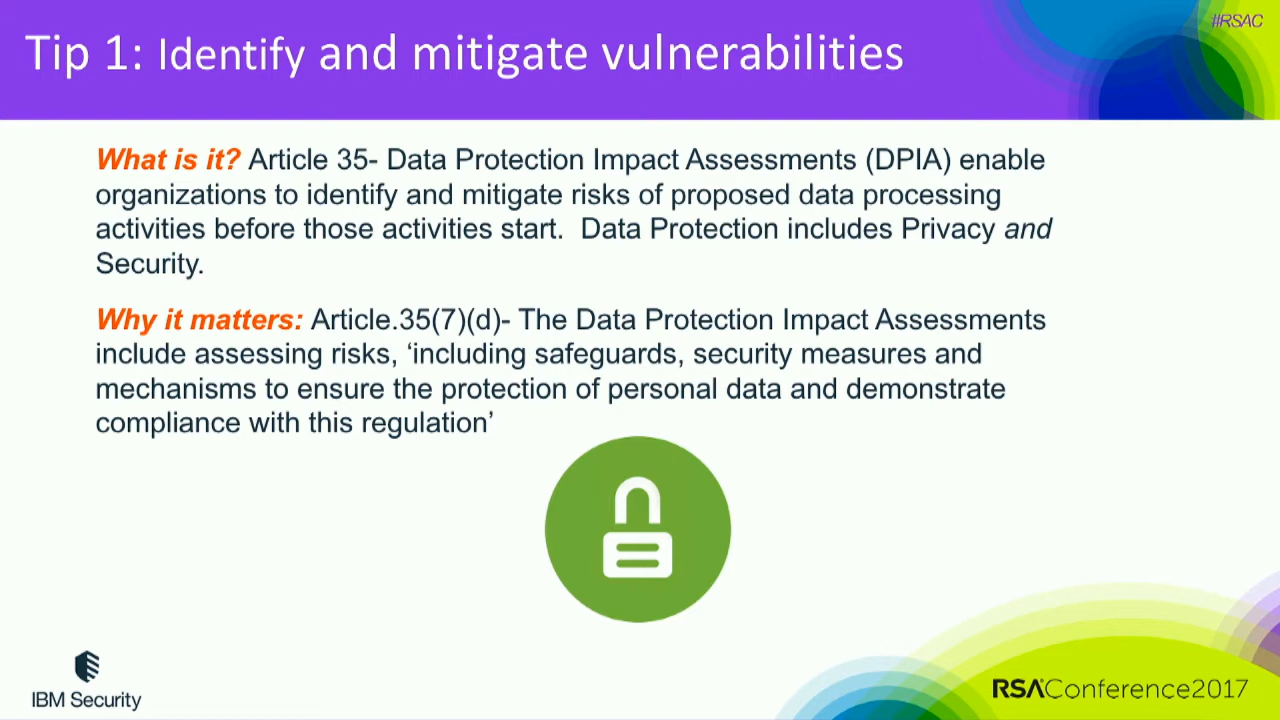 #RSAC
Tip 1: Identify and mitigate vulnerabilities
What is it? Article 35- Data Protection Impact Assessments (DPIA) enable
organizations to identify and mitigate risks of proposed data processing
activities before those activities start.  Data Protection includes Privacy and
Security.
Why it matters: Article.35(7)(d)- The Data Protection Impact Assessments
include assessing risks, ‘including safeguards, security measures and
mechanisms to ensure the protection of personal data and demonstrate
compliance with this regulation’
IBM Security
RSAConference2017